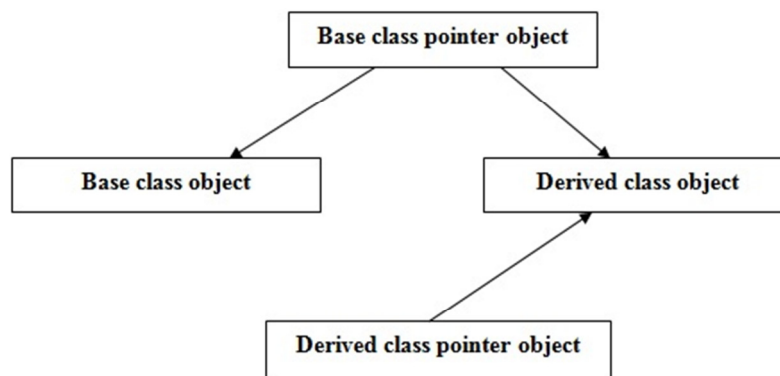 Base class pointer object
Base class object
Derived class object
Derived class pointer object